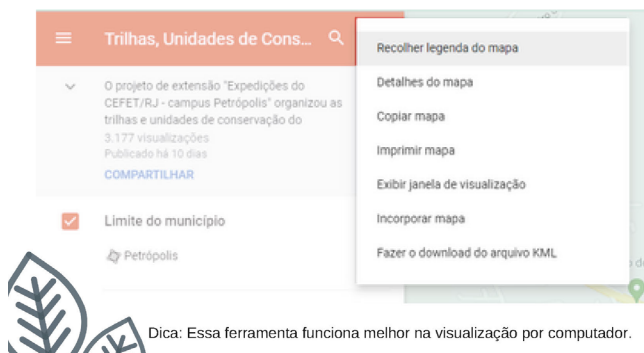 Trilhas, Unidades de Cons...
O projeto de extensão "Expedições do
CEFET/RJ - campus Petrópolis" organizou as
trilhas e unidades de conservação do
3.177 visualizações
Publicado há 10 dias
COMPARTILHAR
Limite do município
Petrópolis
Recolher legenda do mapa
Detalhes do mapa
Copiar mapa
Imprimir mapa
Exibir janela de visualização
Incorporar mapa
Fazer o download do arquivo KML
Dica: Essa ferramenta funciona melhor na visualização por computador.